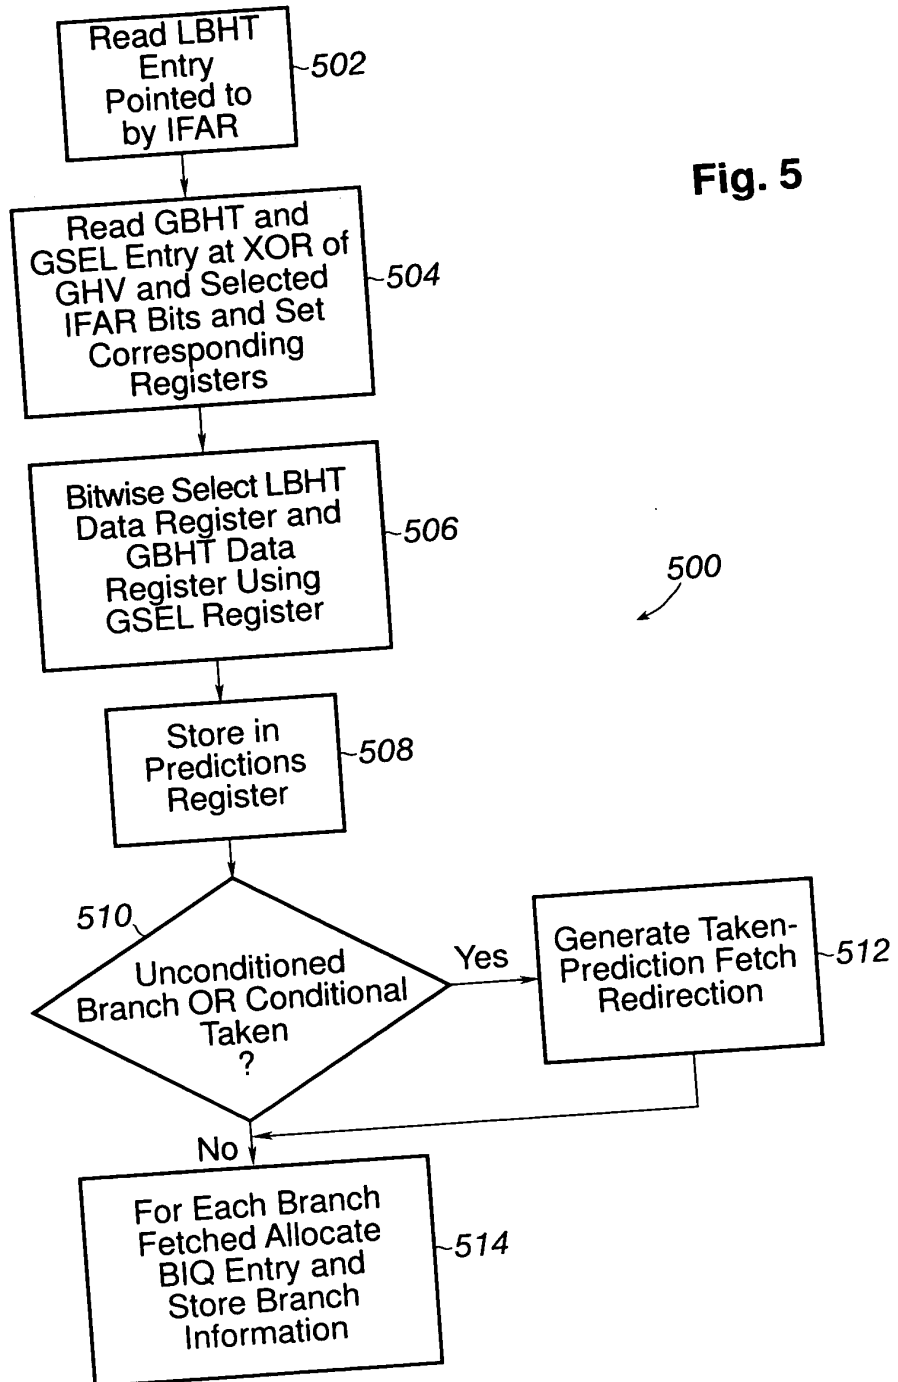 Read LBHT
Entry
Pointed to
by IFAR
502
Fig. 5
Read GBHT and
GSEL Entry at XOR of
GHV and Selected
IFAR Bits and Set
Corresponding
Registers
504
Bitwise Select LBHT
Data Register and
GBHT Data
Register Using
GSEL Register
506
500
Store in
Predictions
Register
508
510
Unconditioned
Branch OR Conditional
Taken
?
Yes
Generate Taken-
Prediction Fetch
Redirection
512
No
For Each Branch
Fetched Allocate
BIQ Entry and
Store Branch
Information
514